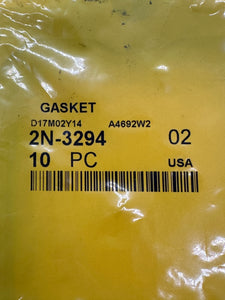 GASKET
D17M02Y14 A4692W2
2N-3294 02
10 PC USA